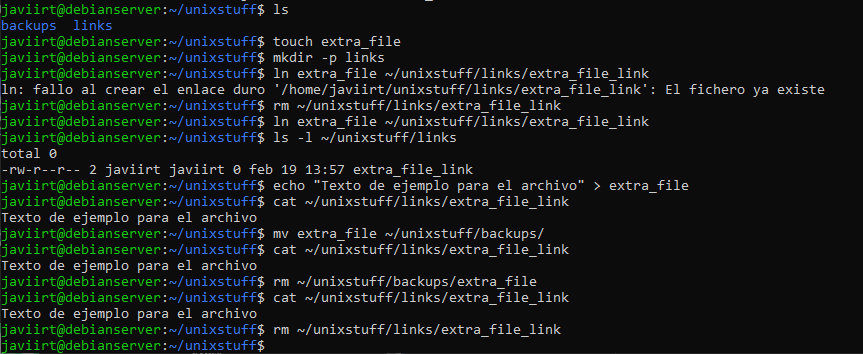 javiirt@debianserver:~/unixstuff$ ls
backups  links
javiirt@debianserver:~/unixstuff$ touch extra_file
javiirt@debianserver:~/unixstuff$ mkdir -p links
javiirt@debianserver:~/unixstuff$ ln extra_file ~/unixstuff/links/extra_file_link
ln: fallo al crear el enlace duro '/home/javiirt/unixstuff/links/extra_file_link': El fichero ya existe
javiirt@debianserver:~/unixstuff$ rm ~/unixstuff/links/extra_file_link
javiirt@debianserver:~/unixstuff$ ln extra_file ~/unixstuff/links/extra_file_link
javiirt@debianserver:~/unixstuff$ ls -l ~/unixstuff/links
total 0
-rw-r--r-- 2 javiirt javiirt 0 feb 19 13:57 extra_file_link
javiirt@debianserver:~/unixstuff$ echo "Texto de ejemplo para el archivo" > extra_file
javiirt@debianserver:~/unixstuff$ cat ~/unixstuff/links/extra_file_link
Texto de ejemplo para el archivo
javiirt@debianserver:~/unixstuff$ mv extra_file ~/unixstuff/backups/
javiirt@debianserver:~/unixstuff$ cat ~/unixstuff/links/extra_file_link
Texto de ejemplo para el archivo
javiirt@debianserver:~/unixstuff$ rm ~/unixstuff/backups/extra_file
javiirt@debianserver:~/unixstuff$ cat ~/unixstuff/links/extra_file_link
Texto de ejemplo para el archivo
javiirt@debianserver:~/unixstuff$ rm ~/unixstuff/links/extra_file_link
javiirt@debianserver:~/unixstuff$